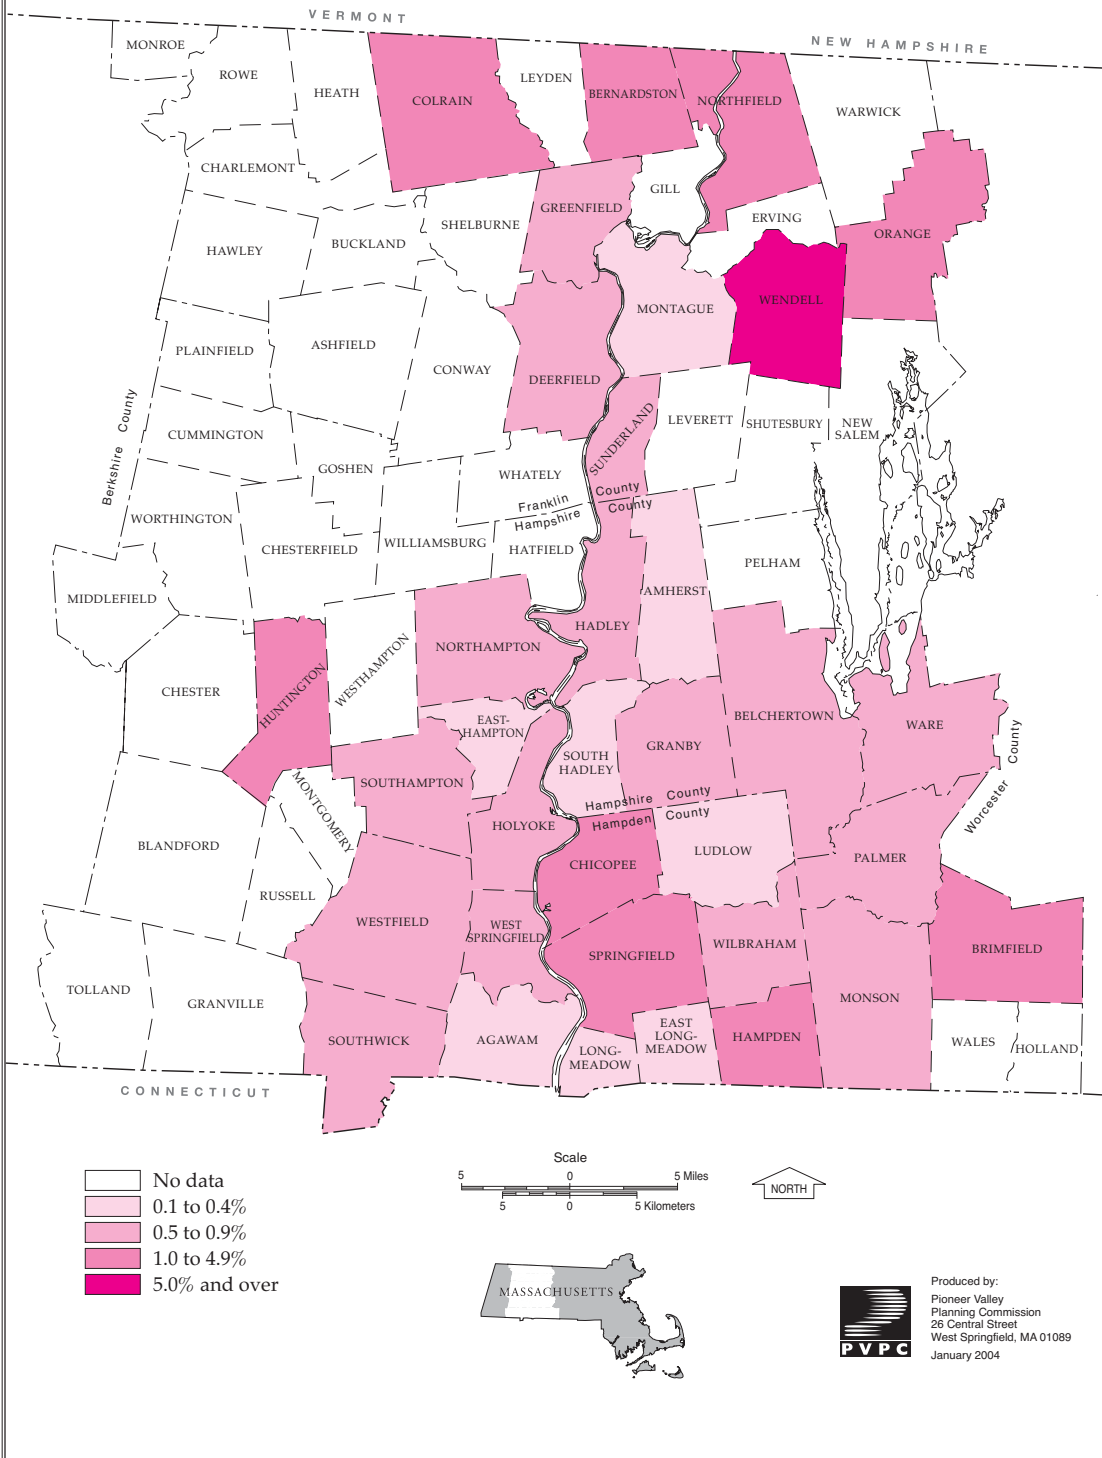 VERMONT
NEW HAMPSHIRE
MONROE
ROWE
HEATH
COLRAIN
LEYDEN
BERNARDSTON
NORTHFIELD
WARWICK
CHARLEMONT
GILL
SHELBURNE
GREENFIELD
ERVING
ORANGE
HAWLEY
BUCKLAND
MONTAGUE
WENDELL
PLAINFIELD
ASHFIELD
CONWAY
DEERFIELD
Berkshire County
CUMMINGTON
GOSHEN
WHATELY
SUNDERLAND
LEVERETT
SHUTESBURY
NEW
SALEM
Franklin County
Hampshire County
WORTHINGTON
CHESTERFIELD
WILLIAMSBURG
HATFIELD
PELHAM
MIDDLEFIELD
AMHERST
HADLEY
NORTHAMPTON
WESTHAMPTON
HUNTINGTON
CHESTER
EAST-
HAMPTON
SOUTH
HADLEY
GRANBY
BELCHERTOWN
WARE
Worcester County
SOUTHAMPTON
MONTGOMERY
Hampshire County
Hampden County
HOLYOKE
BLANDFORD
RUSSELL
CHICOPEE
LUDLOW
PALMER
WESTFIELD
WEST
SPRINGFIELD
SPRINGFIELD
WILBRAHAM
BRIMFIELD
TOLLAND
GRANVILLE
MONSON
SOUTHWICK
AGAWAM
LONG-
MEADOW
EAST
LONG-
MEADOW
HAMPDEN
WALES
HOLLAND
CONNECTICUT
No data
0.1 to 0.4%
0.5 to 0.9%
1.0 to 4.9%
5.0% and over
Scale
5 0 5 Miles
5 0 5 Kilometers
NORTH
MASSACHUSETTS
PVPC
Produced by:
Pioneer Valley
Planning Commission
26 Central Street
West Springfield, MA 01089
January 2004